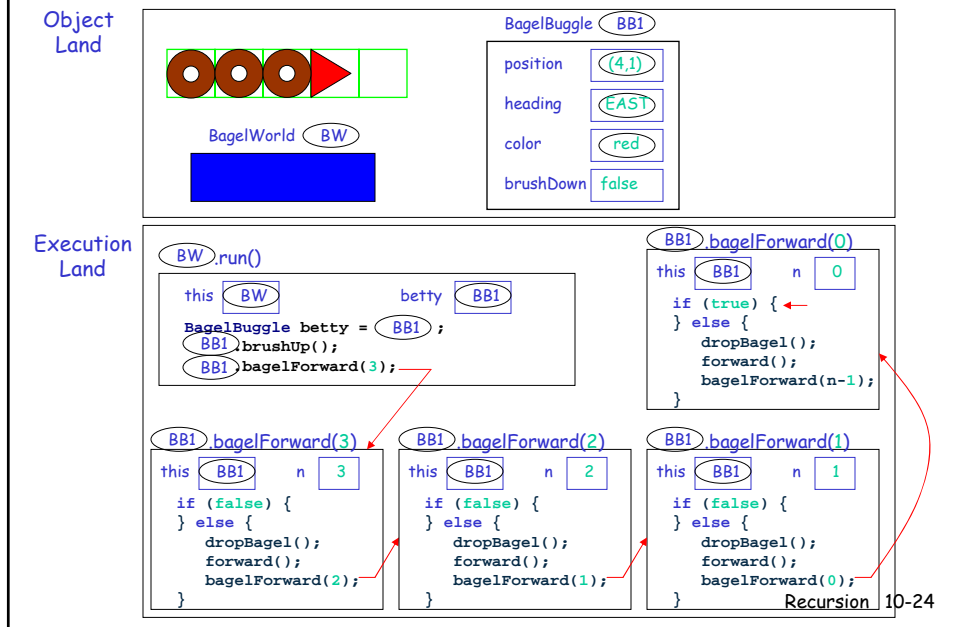 Object
Land
BagelBuggle BB1
position (4,1)
heading EAST
color red
brushDown false
BagelWorld BW
Execution
Land
BW.run()
this BW betty BB1
BagelBuggle betty = BB1 ;
BB1.brushUp();
BB1.bagelForward(3);
BB1.bagelForward(0)
this BB1 n 0
if (true) {
} else {
dropBagel();
forward();
bagelForward(n-1);
}
BB1.bagelForward(3)
this BB1 n 3
if (false) {
} else {
dropBagel();
forward();
bagelForward(2);
}
BB1.bagelForward(2)
this BB1 n 2
if (false) {
} else {
dropBagel();
forward();
bagelForward(1);
}
BB1.bagelForward(1)
this BB1 n 1
if (false) {
} else {
dropBagel();
forward();
bagelForward(0);
}
Recursion 10-24